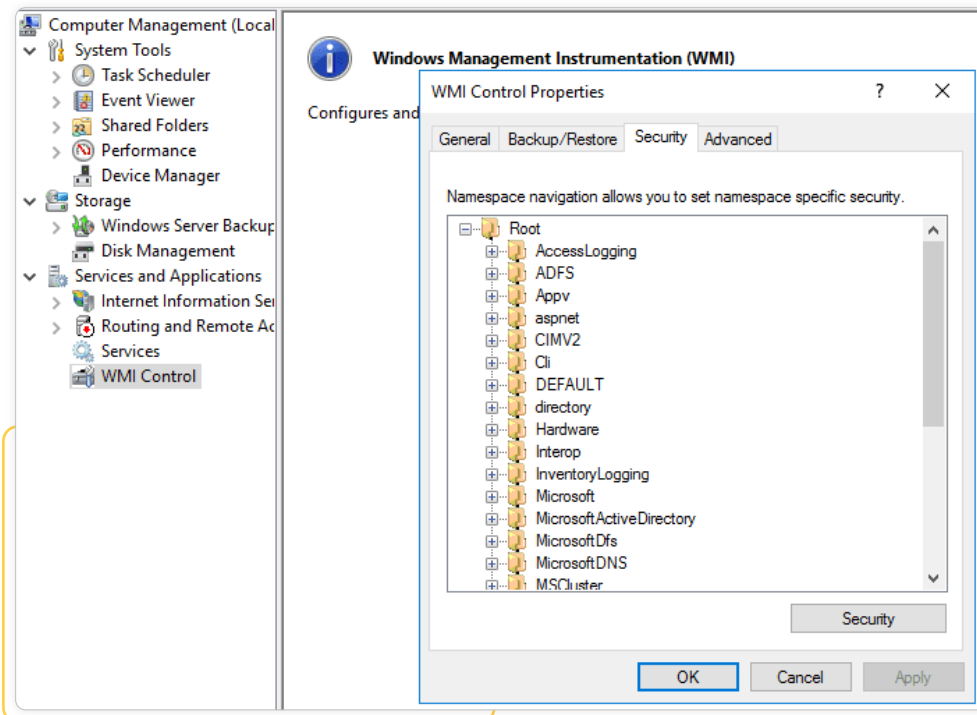 Computer Management (Local
System Tools
Task Scheduler
Event Viewer
Shared Folders
Performance
Device Manager
Storage
Windows Server Backup
Disk Management
Services and Applications
Internet Information Ser
Routing and Remote Ac
Services
WMI Control
Windows Management Instrumentation (WMI)
Configures and
WMI Control Properties
General Backup/Restore Security Advanced
Namespace navigation allows you to set namespace specific security.
Root
AccessLogging
ADFS
Appv
aspnet
CIMV2
Cli
DEFAULT
directory
Hardware
Interop
InventoryLogging
Microsoft
MicrosoftActiveDirectory
MicrosoftDfs
MicrosoftDNS
MSCluster
Security
OK Cancel Apply